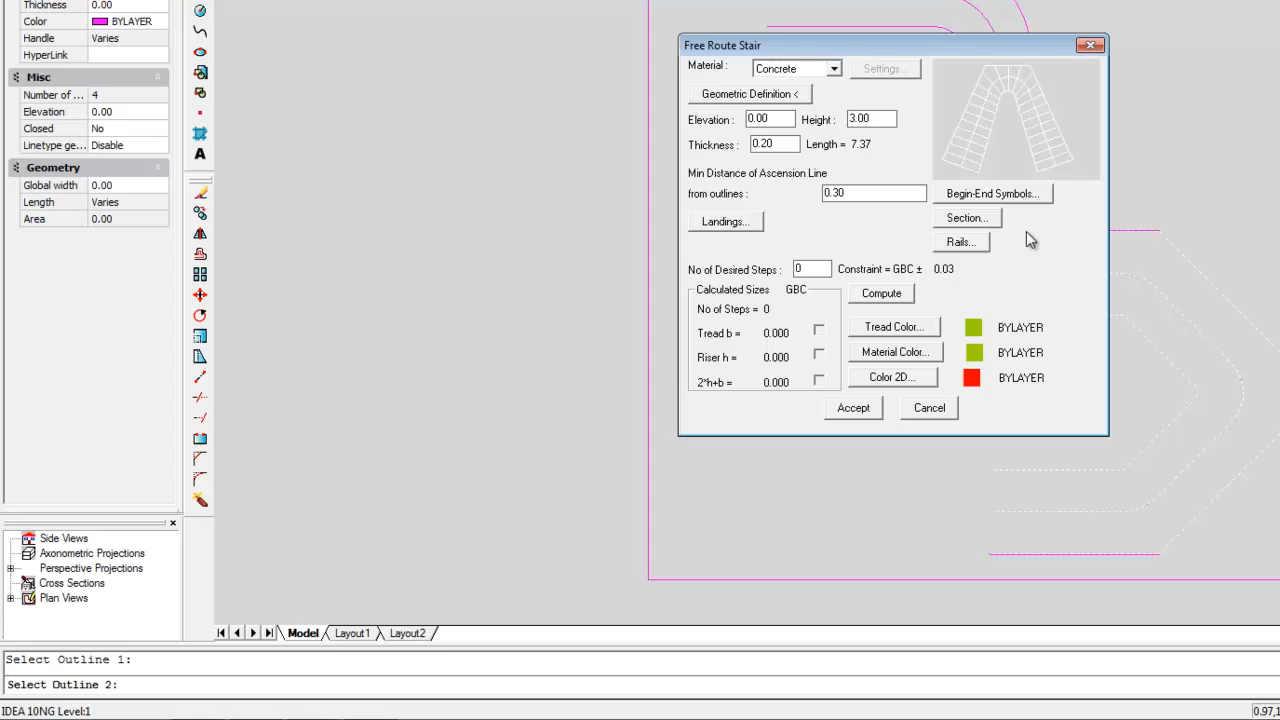 Thickness 0.00
Color BYLAYER
Handle Varies
HyperLink
Misc
Number of ... 4
Elevation 0.00
Closed No
Linetype ge... Disable
Geometry
Global width 0.00
Length Varies
Area 0.00
A
Side Views
Axonometric Projections
Perspective Projections
Cross Sections
Plan Views
Free Route Stair
Material : Concrete Settings...
Geometric Definition <
Elevation : 0.00 Height : 3.00
Thickness : 0.20 Length = 7.37
Min Distance of Ascension Line
from outlines : 0.30 Begin-End Symbols...
Landings... Section...
Rails...
No of Desired Steps : 0 Constraint = GBC ± 0.03
Calculated Sizes GBC Compute
No of Steps = 0
Tread b = 0.000 Tread Color... BYLAYER
Riser h = 0.000 Material Color... BYLAYER
2*h+b = 0.000 Color 2D... BYLAYER
Accept Cancel
Model Layout1 Layout2
Select Outline 1:
Select Outline 2:
IDEA 10NG Level:1 0.97,1